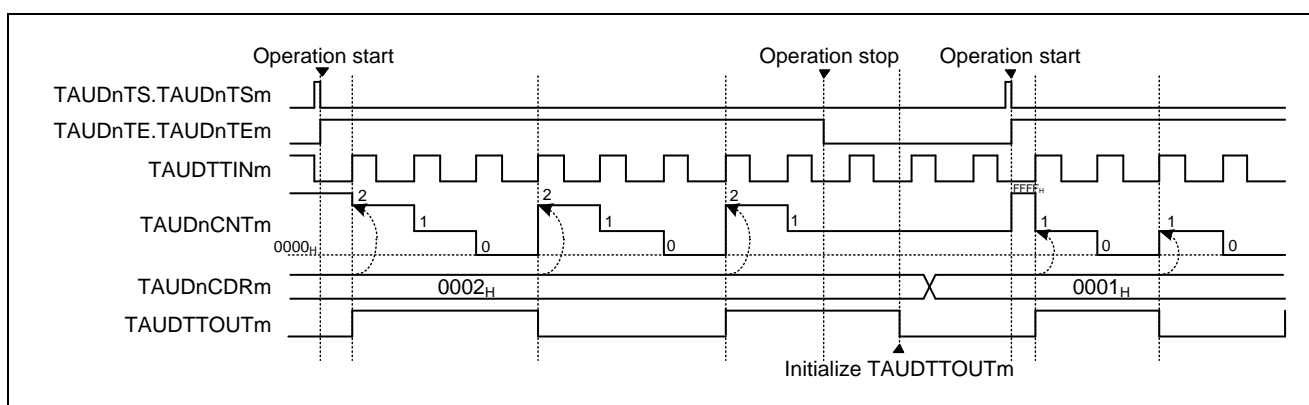 Operation start Operation stop Operation start
TAUDnTS.TAUDnTSm
TAUDnTE.TAUDnTEm
TAUDTTINm
FFFFH
2 2 2
TAUDnCNTm 1 1 1 1 1
0000H 0 0 0 0
TAUDnCDRm 0002H 0001H
TAUDTTOUTm
Initialize TAUDTTOUTm